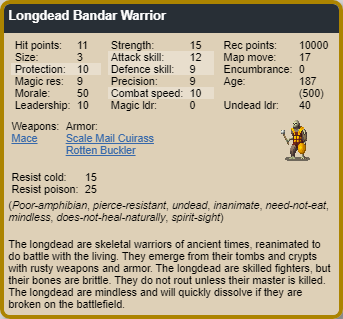 Longdead Bandar Warrior
Hit points: 11 Strength: 15 Rec points: 10000
Size: 3 Attack skill: 12 Map move: 17
Protection: 10 Defence skill: 9 Encumbrance: 0
Magic res: 9 Precision: 9 Age: 187
Morale: 50 Combat speed: 10 (500)
Leadership: 10 Magic ldr: 0 Undead ldr: 40
Weapons: Armor:
Mace Scale Mail Cuirass
Rotten Buckler
Resist cold: 15
Resist poison: 25
(Poor-amphibian, pierce-resistant, undead, inanimate, need-not-eat,
mindless, does-not-heal-naturally, spirit-sight)
The longdead are skeletal warriors of ancient times, reanimated to
do battle with the living. They emerge from their tombs and crypts
with rusty weapons and armor. The longdead are skilled fighters, but
their bones are brittle. They do not rout unless their master is killed.
The longdead are mindless and will quickly dissolve if they are
broken on the battlefield.